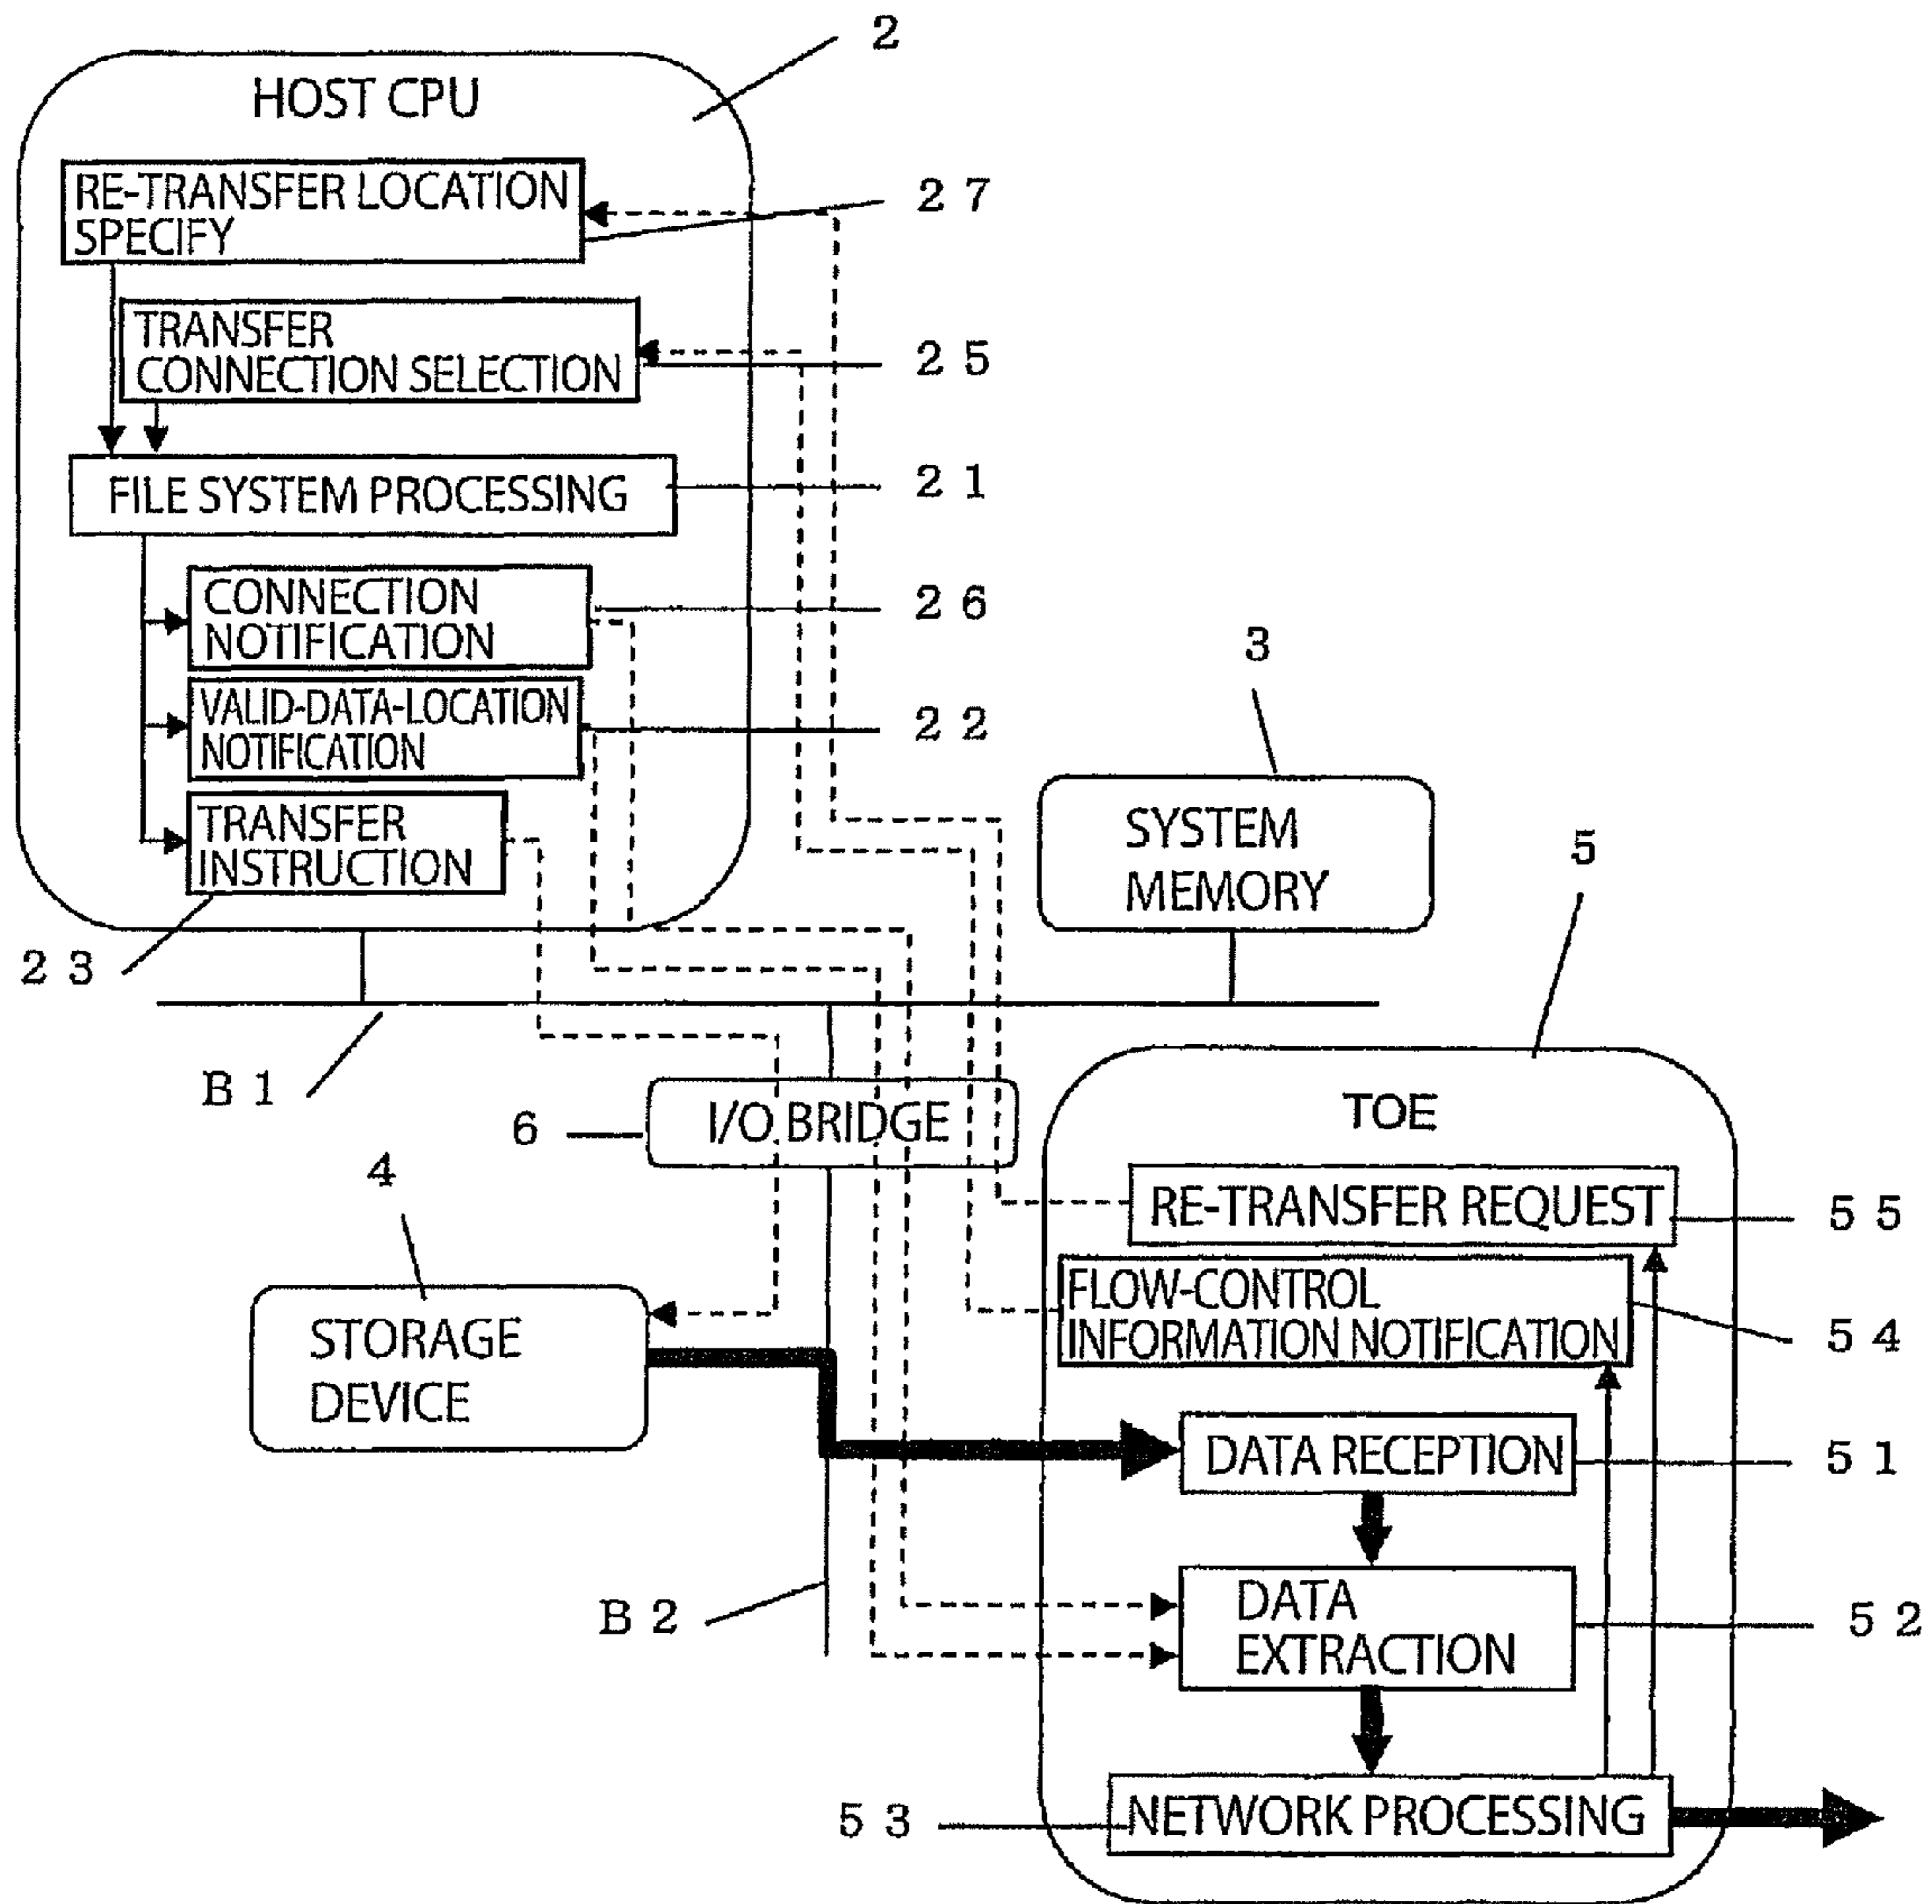 2
HOST CPU
RE-TRANSFER LOCATION
SPECIFY
2 7
TRANSFER
CONNECTION SELECTION
2 5
FILE SYSTEM PROCESSING
2 1
CONNECTION
NOTIFICATION
2 6
VALID-DATA-LOCATION
NOTIFICATION
2 2
TRANSFER
INSTRUCTION
2 3
3
SYSTEM
MEMORY
5
B 1
6
I/O BRIDGE
TOE
4
RE-TRANSFER REQUEST
5 5
STORAGE
DEVICE
FLOW-CONTROL
INFORMATION NOTIFICATION
5 4
DATA RECEPTION
5 1
B 2
DATA
EXTRACTION
5 2
5 3
NETWORK PROCESSING